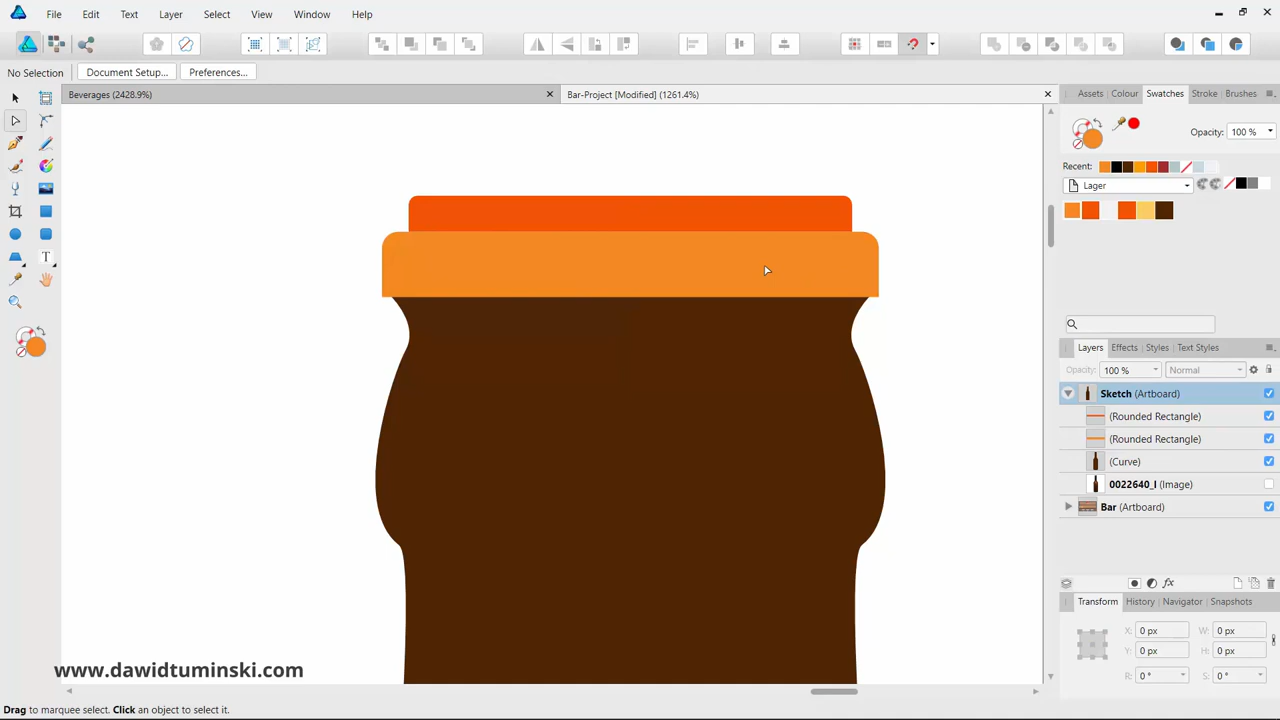 File Edit Text Layer Select View Window Help
No Selection Document Setup... Preferences...
Beverages (2428.9%) Bar-Project [Modified] (1261.4%)
Assets Colour Swatches Stroke Brushes
Opacity: 100 %
Recent:
Lager
Layers Effects Styles Text Styles
Opacity: 100 % Normal
Sketch (Artboard)
(Rounded Rectangle)
(Rounded Rectangle)
(Curve)
0022640_l (Image)
Bar (Artboard)
fx
Transform History Navigator Snapshots
X: 0 px W: 0 px
Y: 0 px H: 0 px
R: 0 ° S: 0 °
T
www.dawidtuminski.com
Drag to marquee select. Click an object to select it.